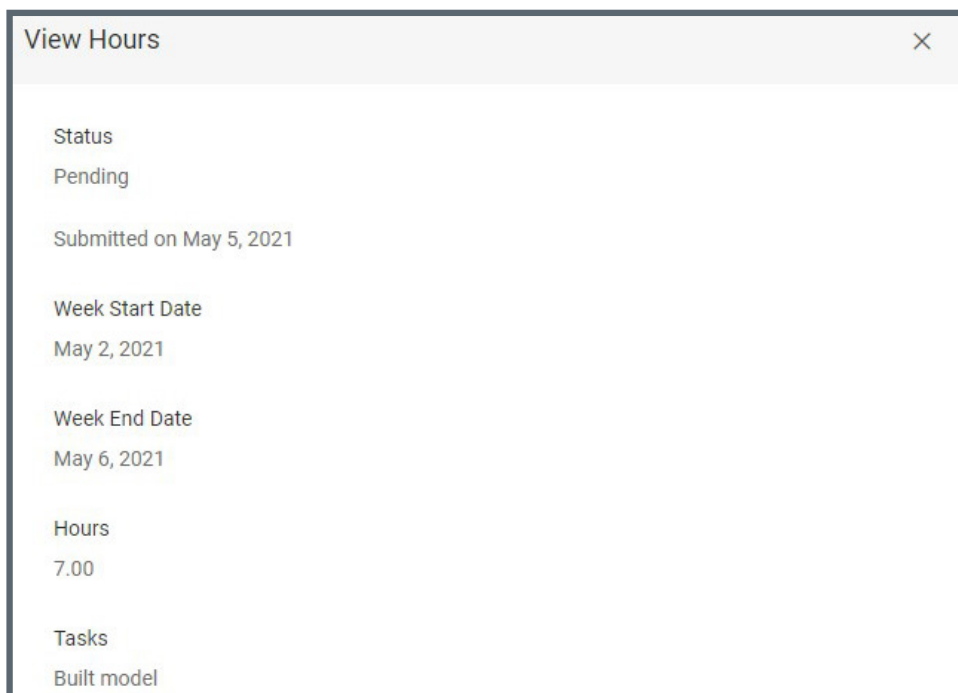 View Hours
Status
Pending
Submitted on May 5, 2021
Week Start Date
May 2, 2021
Week End Date
May 6, 2021
Hours
7.00
Tasks
Built model